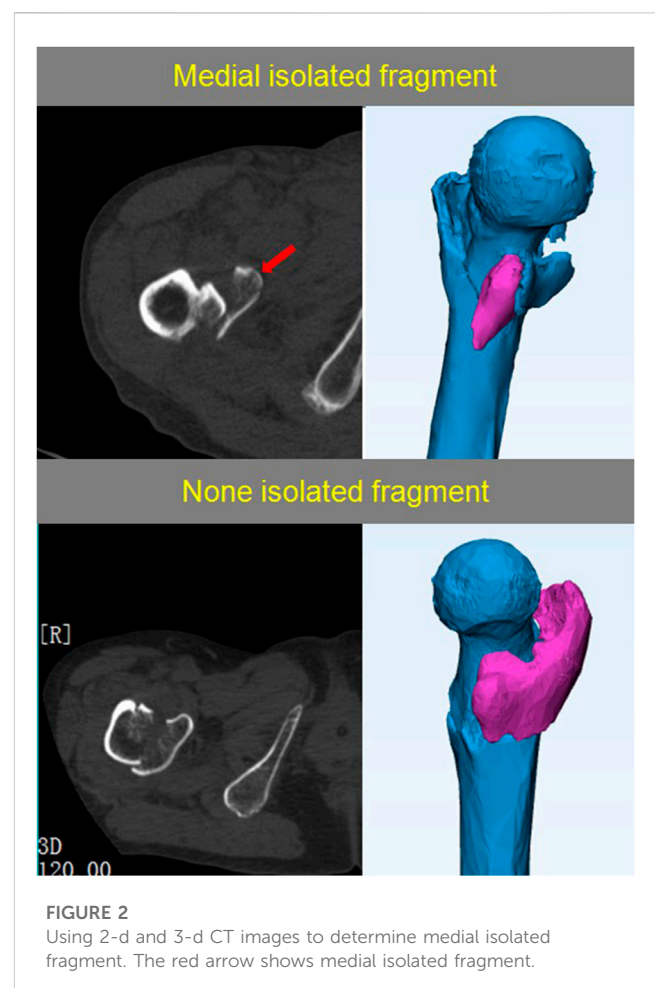 Medial isolated fragment
None isolated fragment
[R]
3D
120.00
FIGURE 2
Using 2-d and 3-d CT images to determine medial isolated
fragment. The red arrow shows medial isolated fragment.